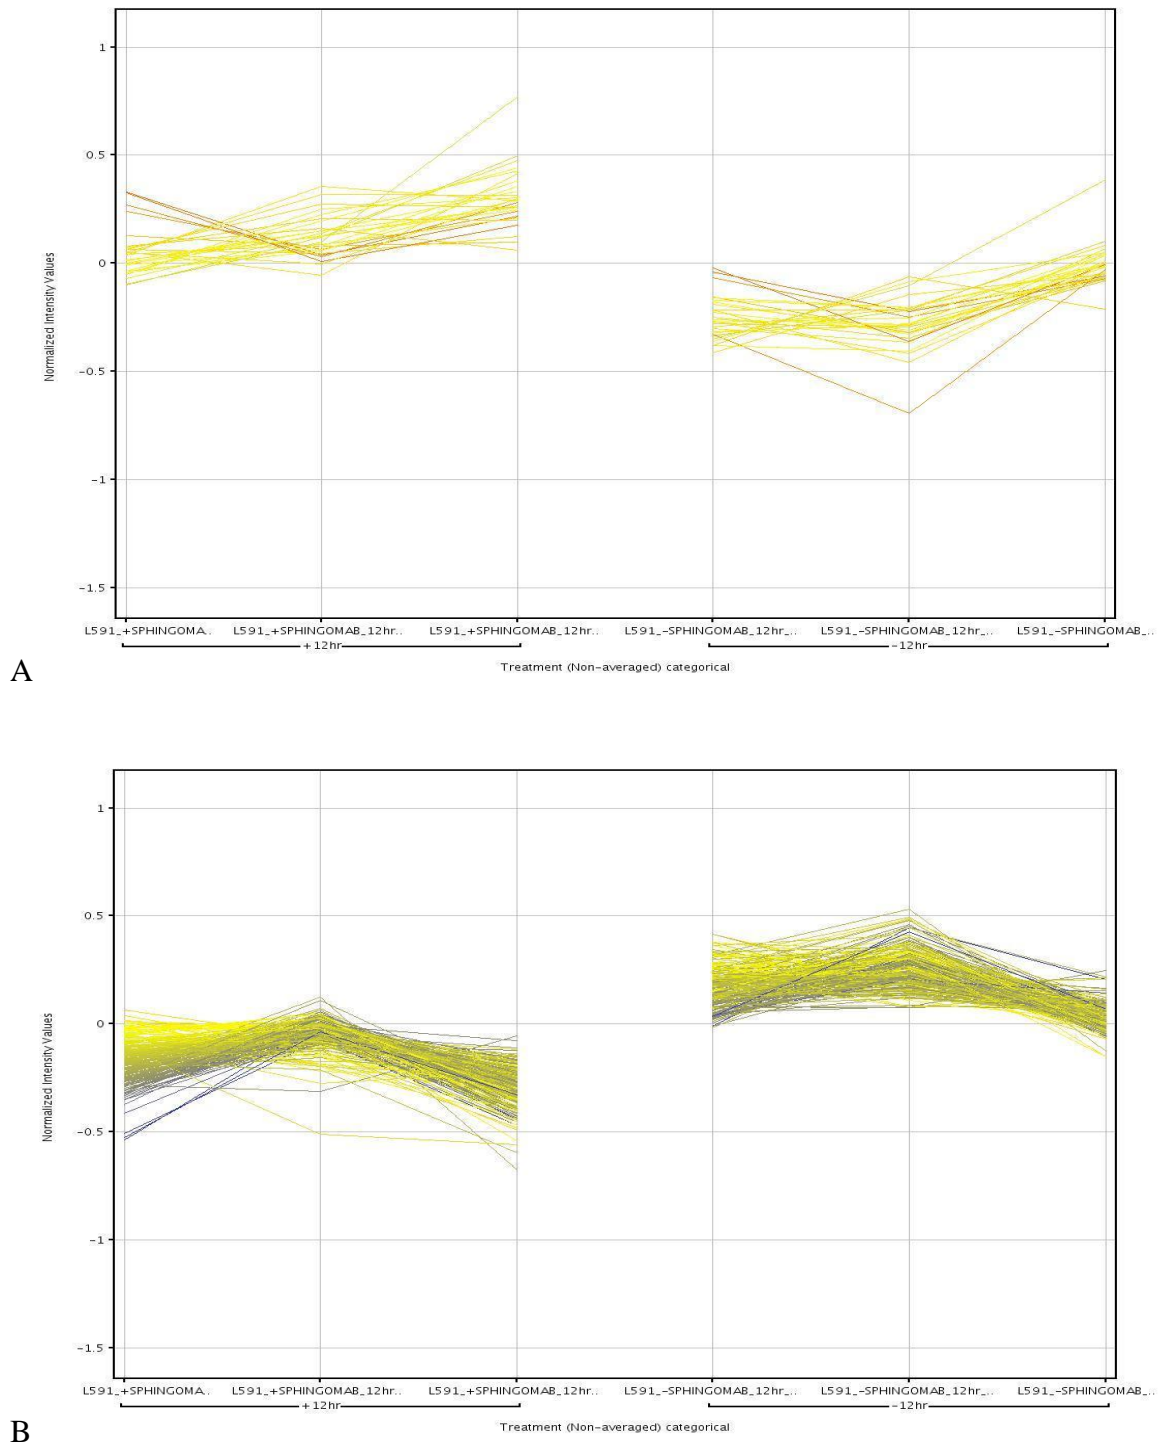 1
0.5
0
-0.5
-1
-1.5
Normalized Intensity Values
L591_+SPHINGOMA.. L591_+SPHINGOMAB_12hr.. L591_+SPHINGOMAB_12hr.. L591_-SPHINGOMAB_12hr_.. L591_-SPHINGOMAB_12hr_.. L591_-SPHINGOMAB_..
+12hr -12hr
Treatment (Non-averaged) categorical
A
1
0.5
0
-0.5
-1
-1.5
Normalized Intensity Values
L591_+SPHINGOMA.. L591_+SPHINGOMAB_12hr.. L591_+SPHINGOMAB_12hr.. L591_-SPHINGOMAB_12hr_.. L591_-SPHINGOMAB_12hr_.. L591_-SPHINGOMAB_..
+12hr -12hr
Treatment (Non-averaged) categorical
B